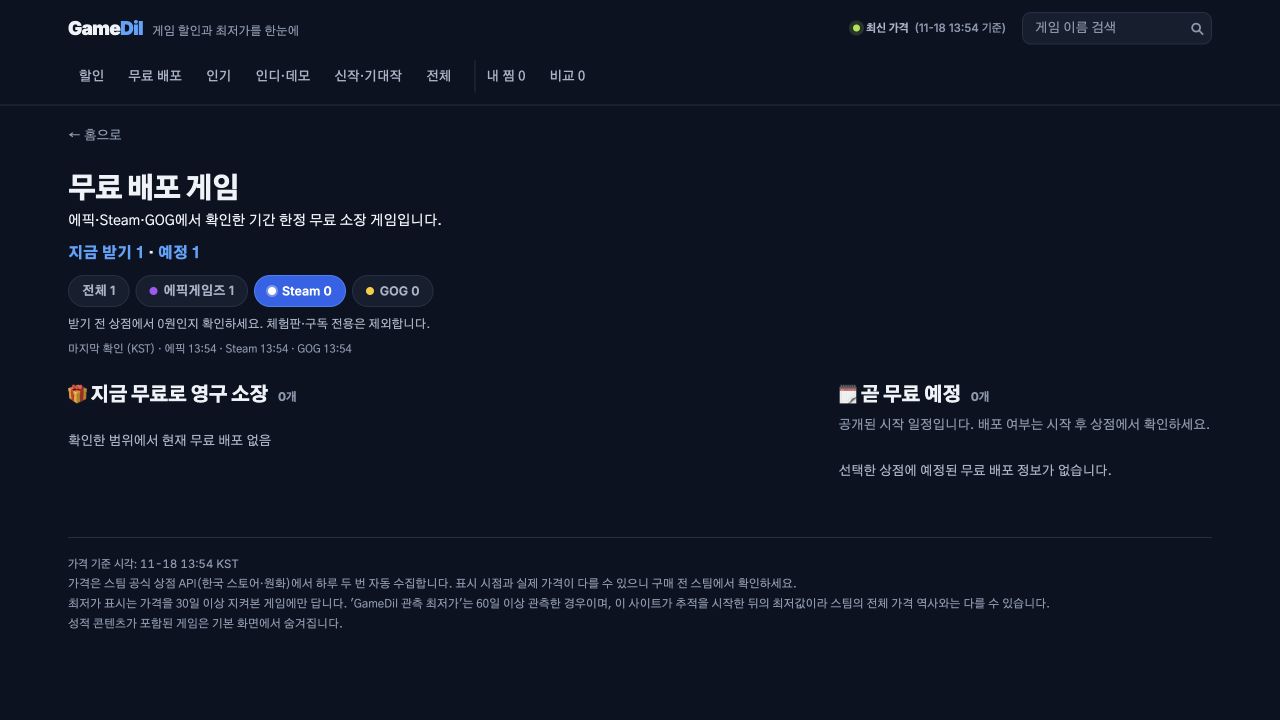 GameDil 게임 할인과 최저가를 한눈에
최신 가격 (11-18 13:54 기준)
게임 이름 검색
할인 무료 배포 인기 인디·데모 신작·기대작 전체 내 찜 0 비교 0
← 홈으로
무료 배포 게임
에픽·Steam·GOG에서 확인한 기간 한정 무료 소장 게임입니다.
지금 받기 1 · 예정 1
전체 1 에픽게임즈 1 Steam 0 GOG 0
받기 전 상점에서 0원인지 확인하세요. 체험판·구독 전용은 제외합니다.
마지막 확인 (KST) · 에픽 13:54 · Steam 13:54 · GOG 13:54
지금 무료로 영구 소장 0개
확인한 범위에서 현재 무료 배포 없음
곧 무료 예정 0개
공개된 시작 일정입니다. 배포 여부는 시작 후 상점에서 확인하세요.
선택한 상점에 예정된 무료 배포 정보가 없습니다.
가격 기준 시각: 11-18 13:54 KST
가격은 스팀 공식 상점 API(한국 스토어·원화)에서 하루 두 번 자동 수집합니다. 표시 시점과 실제 가격이 다를 수 있으니 구매 전 스팀에서 확인하세요.
최저가 표시는 가격을 30일 이상 지켜본 게임에만 답니다. ‘GameDil 관측 최저가’는 60일 이상 관측한 경우이며, 이 사이트가 추적을 시작한 뒤의 최저값이라 스팀의 전체 가격 역사와는 다를 수 있습니다.
성적 콘텐츠가 포함된 게임은 기본 화면에서 숨겨집니다.